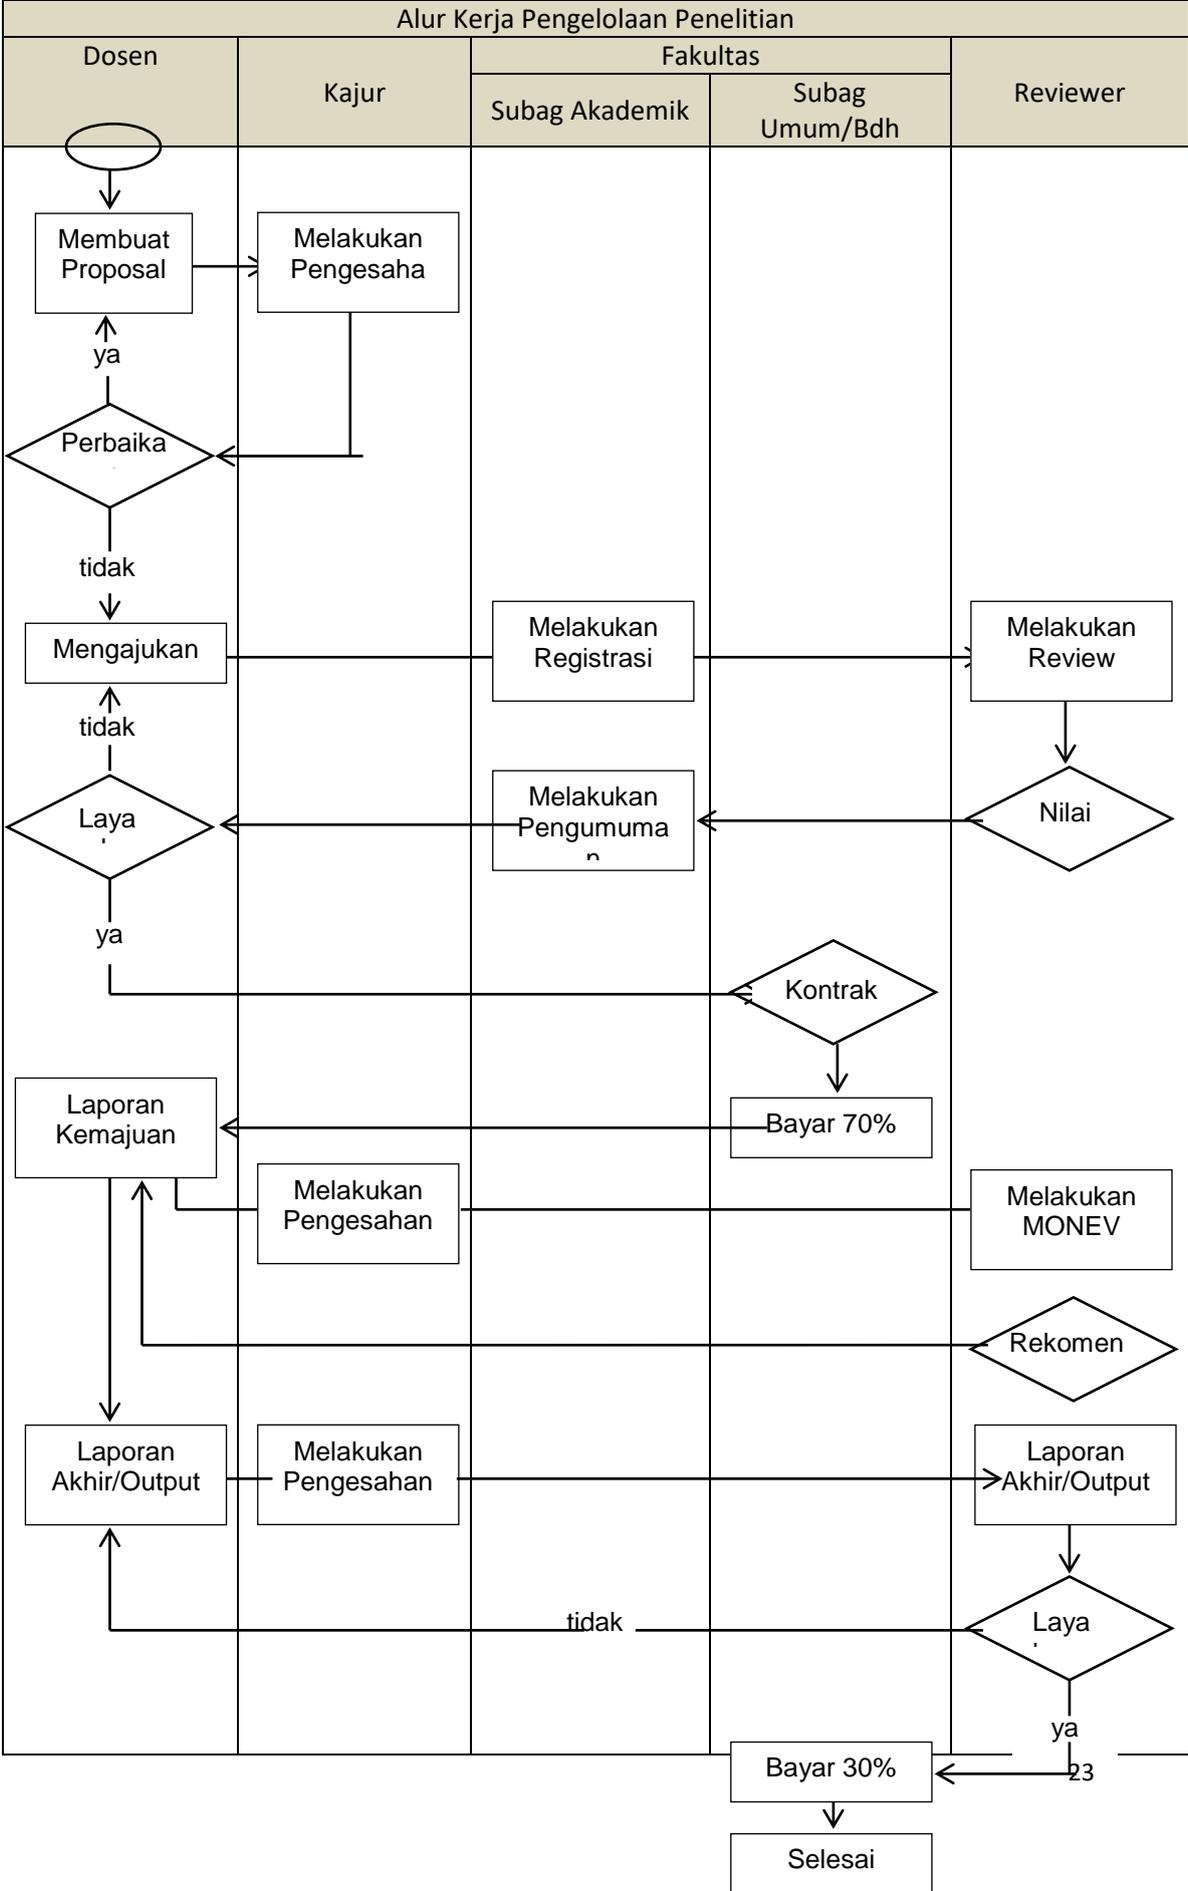 Alur Kerja Pengelolaan Penelitian
Dosen
Kajur
Fakultas
Subag Akademik
Subag
Umum/Bdh
Reviewer
Membuat
Proposal
Melakukan
Pengesaha
ya
Perbaika
tidak
Mengajukan
Melakukan
Registrasi
Melakukan
Review
tidak
Laya
Melakukan
Pengumuma
n
Nilai
ya
Kontrak
Laporan
Kemajuan
Bayar 70%
Melakukan
Pengesahan
Melakukan
MONEV
Rekomen
Laporan
Akhir/Output
Melakukan
Pengesahan
Laporan
Akhir/Output
tidak
Laya
ya
Bayar 30%
23
Selesai